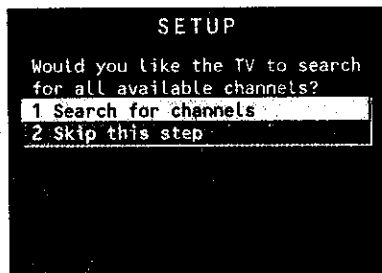 SETUP
Would you like the TV to search
for all available channels?
1 Search for channels
2 Skip this step